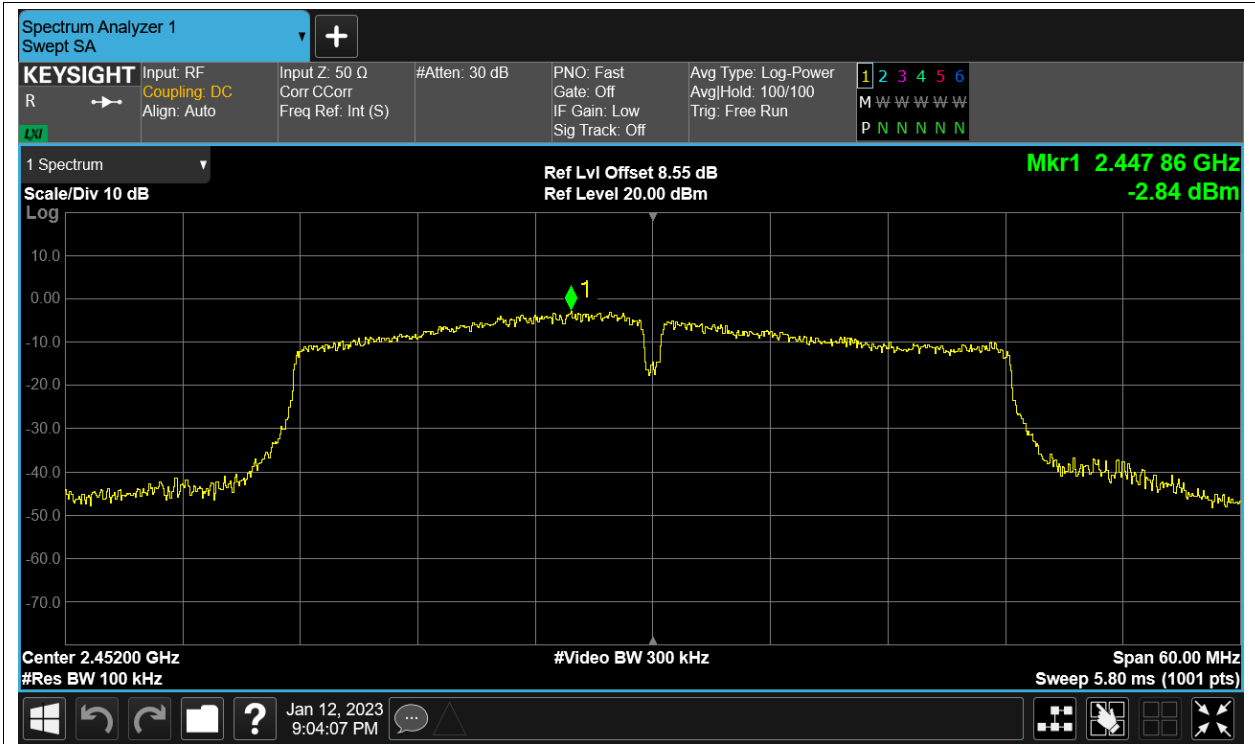 Spectrum Analyzer 1
Swept SA
KEYSIGHT
R
LXI
Input: RF
Coupling: DC
Align: Auto
Input Z: 50 Ω
Corr CCorr
Freq Ref: Int (S)
#Atten: 30 dB
PNO: Fast
Gate: Off
IF Gain: Low
Sig Track: Off
Avg Type: Log-Power
Avg|Hold: 100/100
Trig: Free Run
1 2 3 4 5 6
M W W W W W
P N N N N N
1 Spectrum
Scale/Div 10 dB
Log
Ref Lvl Offset 8.55 dB
Ref Level 20.00 dBm
Mkr1 2.447 86 GHz
-2.84 dBm
10.0
0.00
-10.0
-20.0
-30.0
-40.0
-50.0
-60.0
-70.0
1
Center 2.45200 GHz
#Res BW 100 kHz
#Video BW 300 kHz
Span 60.00 MHz
Sweep 5.80 ms (1001 pts)
?
Jan 12, 2023
9:04:07 PM